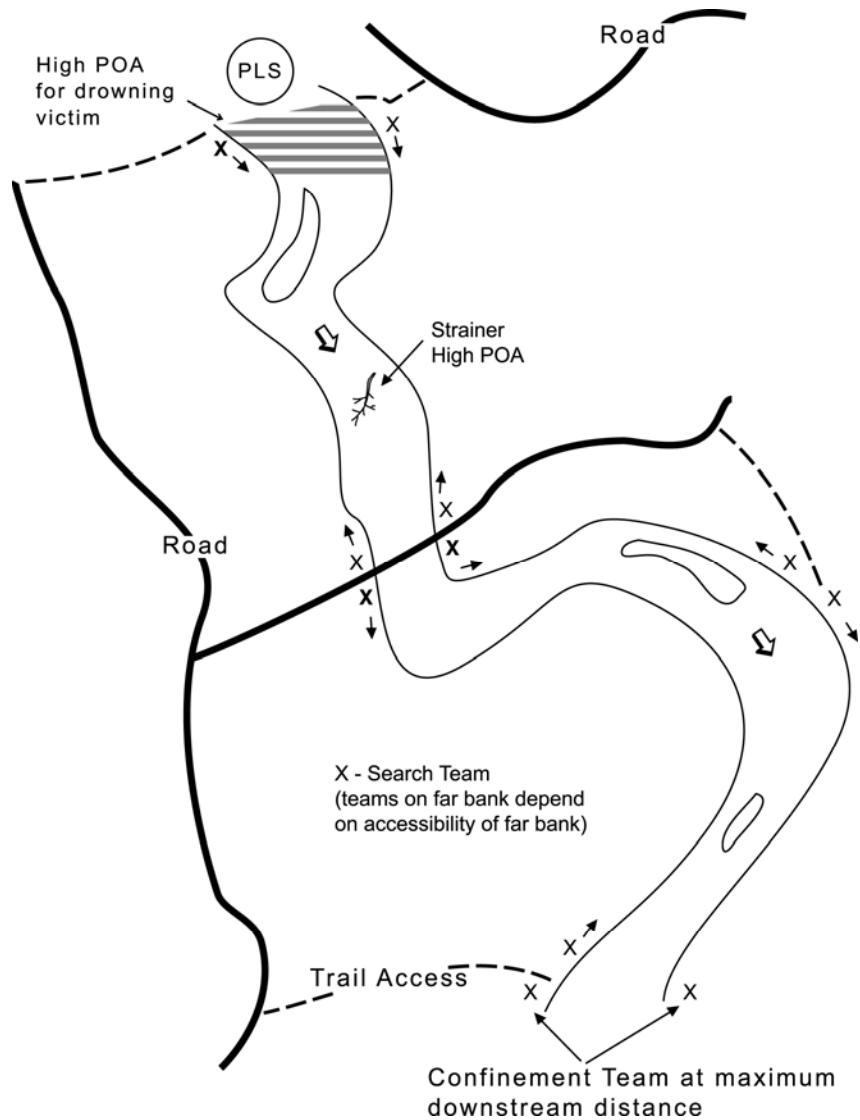 Road
High POA
for drowning
victim
PLS
X
X
Strainer
High POA
X
X
X
X
Road
X
X
X - Search Team
(teams on far bank depend
on accessibility of far bank)
X
Trail Access
X
X
Confinement Team at maximum
downstream distance